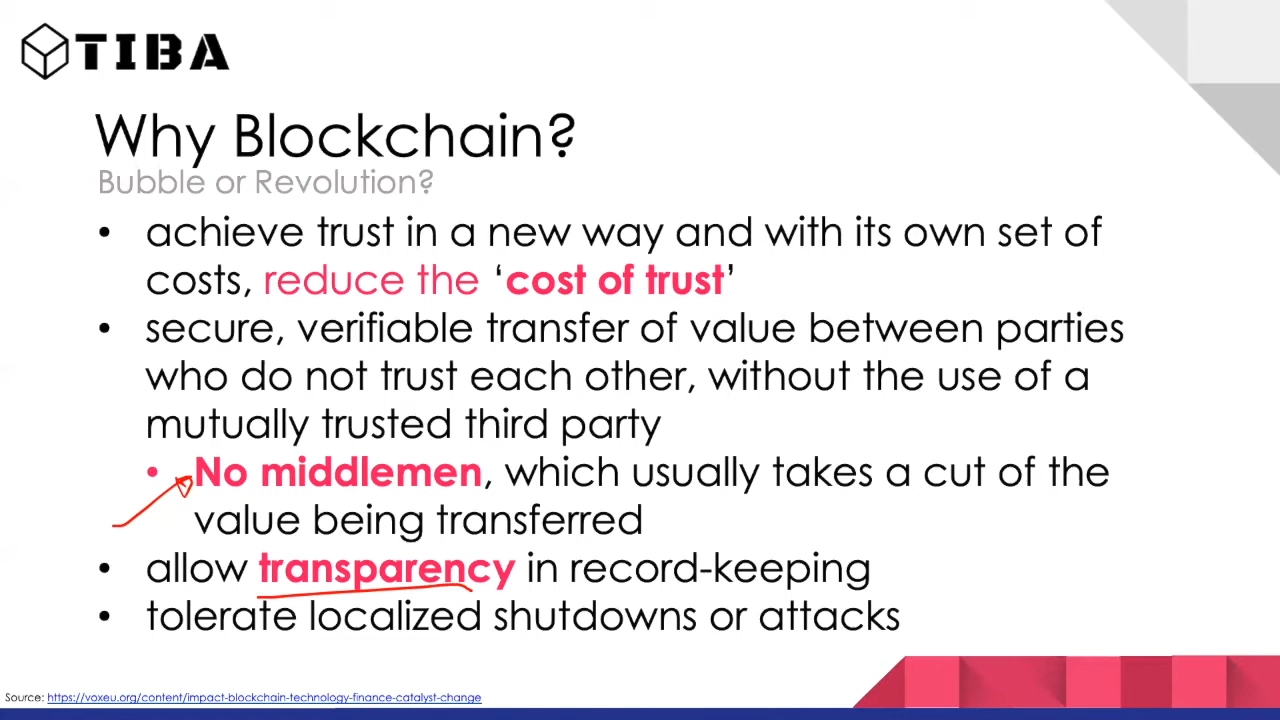 TIBA
Why Blockchain?
Bubble or Revolution?
• achieve trust in a new way and with its own set of
costs, reduce the ‘cost of trust’
• secure, verifiable transfer of value between parties
who do not trust each other, without the use of a
mutually trusted third party
• No middlemen, which usually takes a cut of the
value being transferred
• allow transparency in record-keeping
• tolerate localized shutdowns or attacks
Source: https://voxeu.org/content/impact-blockchain-technology-finance-catalyst-change